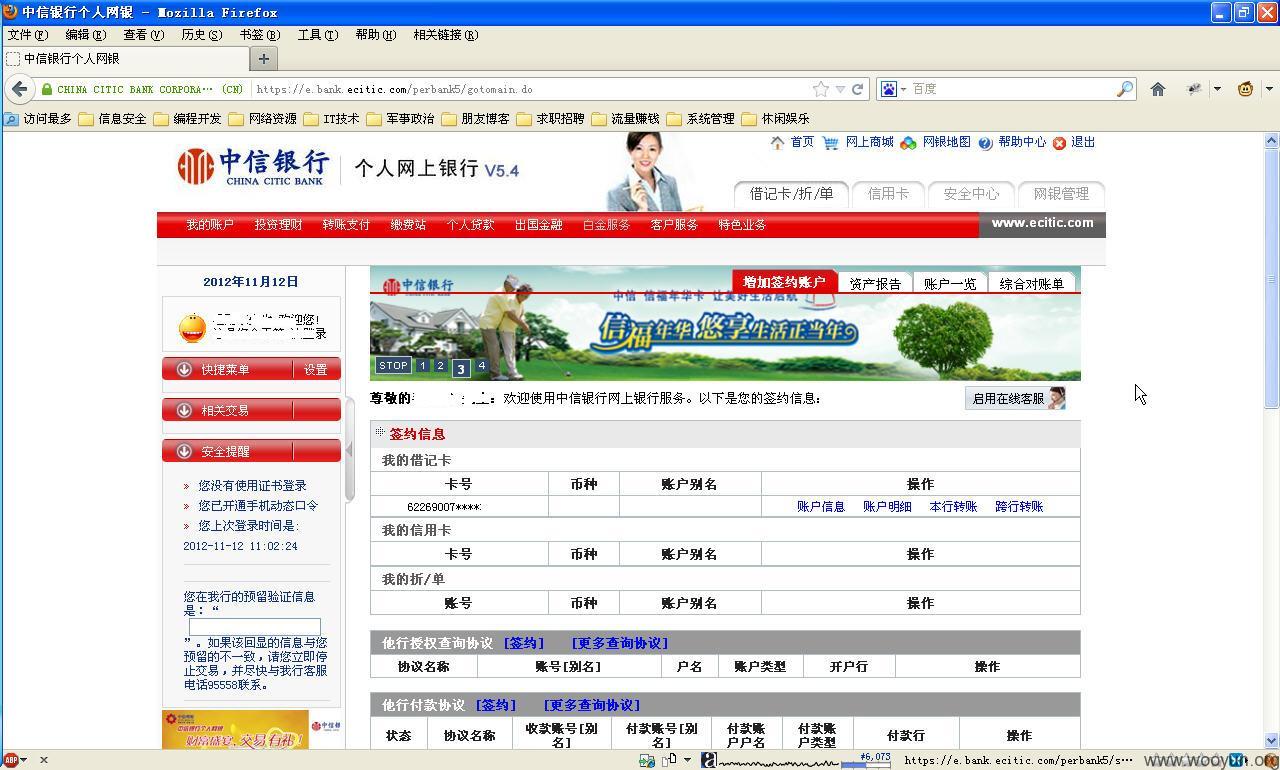 中信银行个人网银 - Mozilla Firefox
文件(F) 编辑(E) 查看(V) 历史(S) 书签(B) 工具(T) 帮助(H) 相关链接(R)
中信银行个人网银 +
CHINA CITIC BANK CORPORA… (CN) https://e.bank.ecitic.com/perbank5/gotomain.do 百度
访问最多 信息安全 编程开发 网络资源 IT技术 军事政治 朋友博客 求职招聘 流量赚钱 系统管理 休闲娱乐
首页 网上商城 网银地图 帮助中心 退出
中信银行 CHINA CITIC BANK 个人网上银行 V5.4
借记卡/折/单 信用卡 安全中心 网银管理
我的账户 投资理财 转账支付 缴费站 个人贷款 出国金融 白金服务 客户服务 特色业务 www.ecitic.com
2012年11月12日
快捷菜单 设置
相关交易
安全提醒
» 您没有使用证书登录
» 您已开通手机动态口令
» 您上次登录时间是:
2012-11-12 11:02:24
您在我行的预留验证信息
是：“
”。如果该回显的信息与您
预留的不一致，请您立即停
止交易，并尽快与我行客服
电话95558联系。
中信银行个人网银
财富盛宴，交易有礼！
中信银行 增加签约账户 资产报告 账户一览 综合对账单
中信 信福年华卡 让美好生活启航
信福年华 悠享生活正当年
STOP 1 2 3 4
尊敬的 ：欢迎使用中信银行网上银行服务。以下是您的签约信息：
启用在线客服
签约信息
我的借记卡
卡号 币种 账户别名 操作
62269007**** 账户信息 账户明细 本行转账 跨行转账
我的信用卡
卡号 币种 账户别名 操作
我的折/单
账号 币种 账户别名 操作
他行授权查询协议 [签约] [更多查询协议]
协议名称 账号[别名] 户名 账户类型 开户行 操作
他行付款协议 [签约] [更多查询协议]
状态 协议名称 收款账号[别名] 付款账号[别名] 付款账户户名 付款账户类型 付款行 操作
ABP ¥6,073 https://e.bank.ecitic.com/perbank5/s…